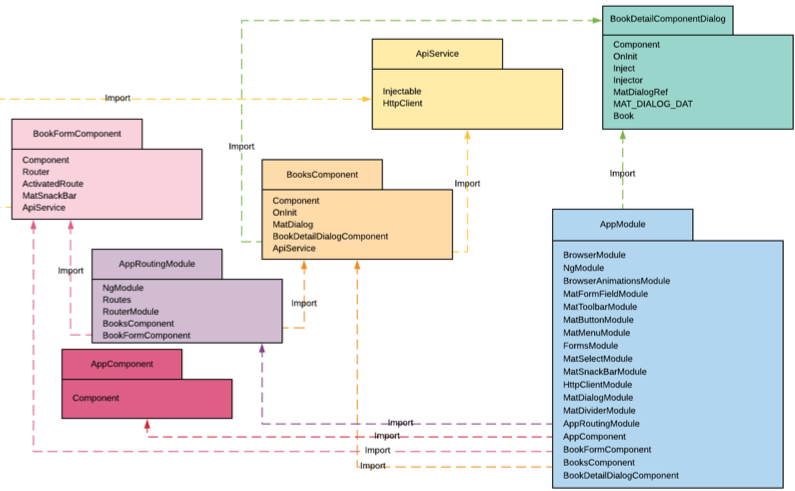 BookDetailComponentDialog
Component
OnInit
Inject
Injector
MatDialogRef
MAT_DIALOG_DAT
Book
ApiService
Injectable
HttpClient
Import
BookFormComponent
Component
Router
ActivatedRoute
MatSnackBar
ApiService
Import
BooksComponent
Component
OnInit
MatDialog
BookDetailDialogComponent
ApiService
Import
Import
AppModule
BrowserModule
NgModule
BrowserAnimationsModule
MatFormFieldModule
MatToolbarModule
MatButtonModule
MatMenuModule
FormsModule
MatSelectModule
MatSnackBarModule
HttpClientModule
MatDialogModule
MatDividerModule
AppRoutingModule
AppComponent
BookFormComponent
BooksComponent
BookDetailDialogComponent
AppRoutingModule
NgModule
Routes
RouterModule
BooksComponent
BookFormComponent
Import
Import
AppComponent
Component
Import
Import
Import
Import